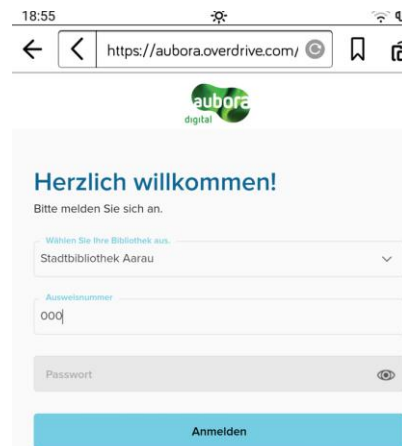 18:55
https://aubora.overdrive.com/
aubora
digital
Herzlich willkommen!
Bitte melden Sie sich an.
Wählen Sie Ihre Bibliothek aus.
Stadtbibliothek Aarau
Ausweisnummer
000
Passwort
Anmelden